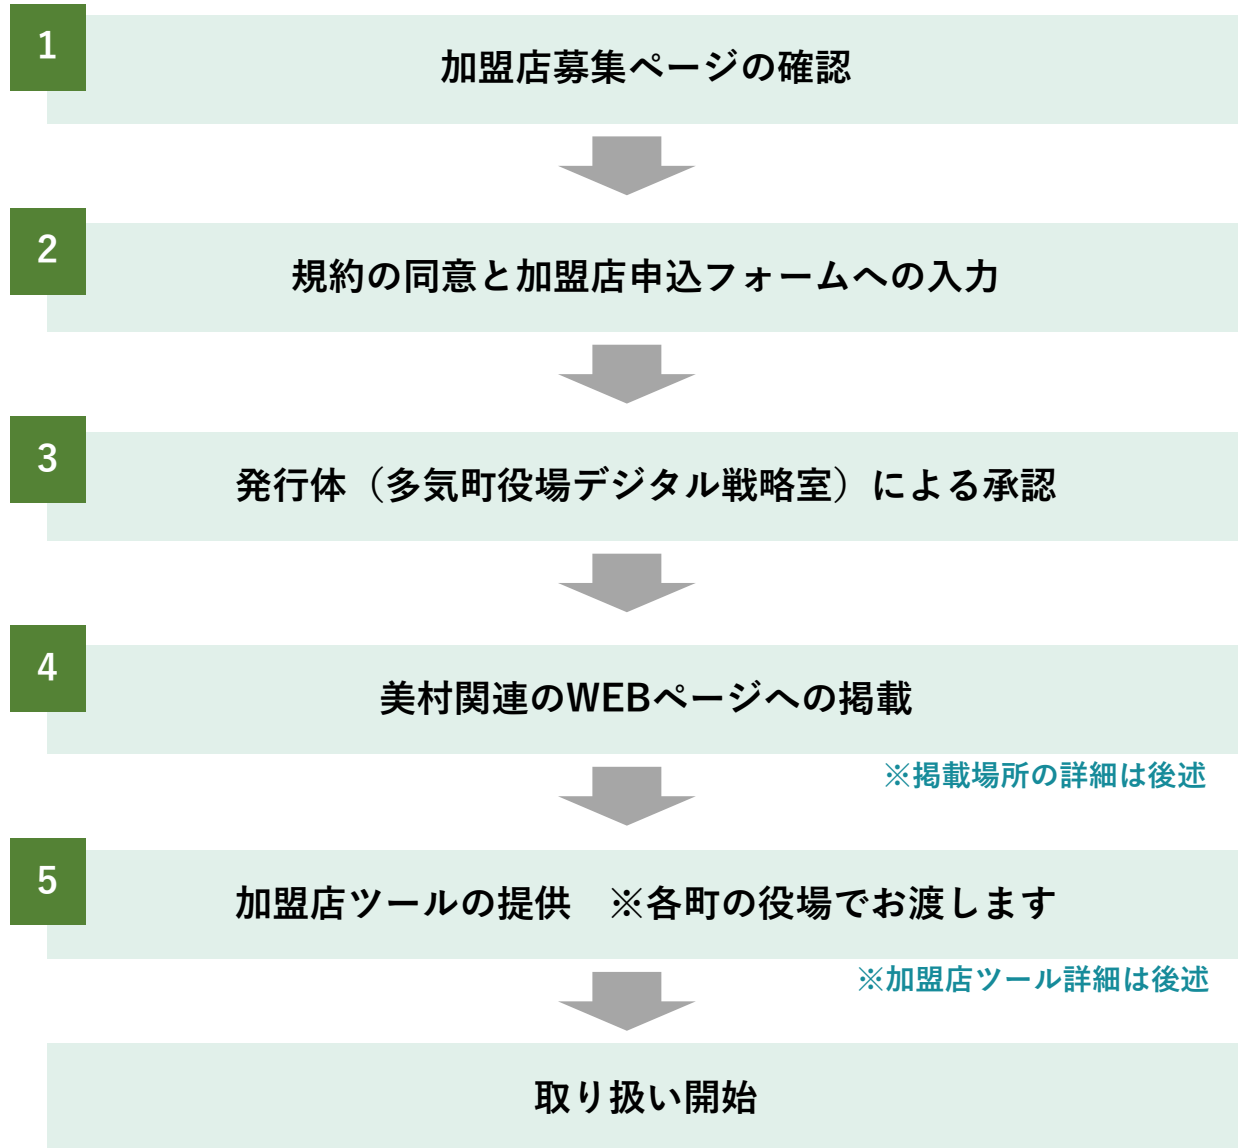 1
加盟店募集ページの確認
2
規約の同意と加盟店申込フォームへの入力
3
発行体（多気町役場デジタル戦略室）による承認
4
美村関連のWEBページへの掲載
※掲載場所の詳細は後述
5
加盟店ツールの提供　※各町の役場でお渡します
※加盟店ツール詳細は後述
取り扱い開始